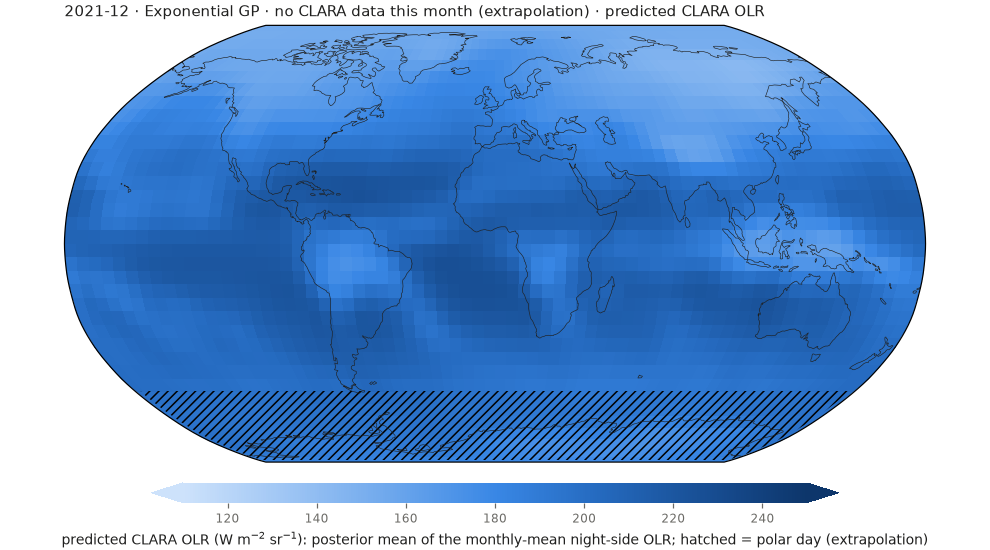 2021-12 · Exponential GP · no CLARA data this month (extrapolation) · predicted CLARA OLR
120 140 160 180 200 220 240
predicted CLARA OLR (W m⁻² sr⁻¹): posterior mean of the monthly-mean night-side OLR; hatched = polar day (extrapolation)